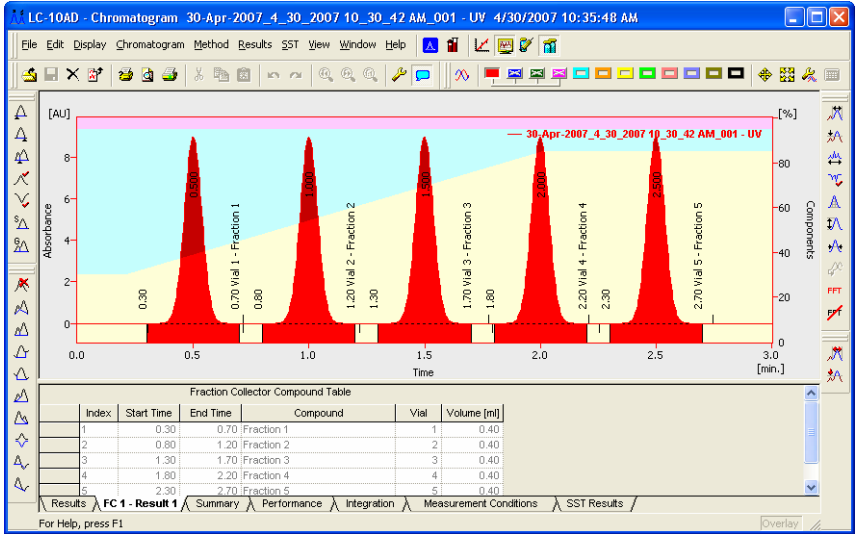 LC-10AD - Chromatogram 30-Apr-2007_4_30_2007 10_30_42 AM_001 - UV 4/30/2007 10:35:48 AM
File Edit Display Chromatogram Method Results SST View Window Help
[AU]
[%]
30-Apr-2007_4_30_2007 10_30_42 AM_001 - UV
8
6
4
2
0
Absorbance
80
60
40
20
0
Components
0.500
1.000
1.500
2.000
2.500
0.30
0.70 Vial 1 - Fraction 1
0.80
1.20 Vial 2 - Fraction 2
1.30
1.70 Vial 3 - Fraction 3
1.80
2.20 Vial 4 - Fraction 4
2.30
2.70 Vial 5 - Fraction 5
0.0 0.5 1.0 1.5 2.0 2.5 3.0
Time
[min.]
FFT
FFT
Fraction Collector Compound Table
Index Start Time End Time Compound Vial Volume [ml]
1 0.30 0.70 Fraction 1 1 0.40
2 0.80 1.20 Fraction 2 2 0.40
3 1.30 1.70 Fraction 3 3 0.40
4 1.80 2.20 Fraction 4 4 0.40
5 2.30 2.70 Fraction 5 5 0.40
Results FC 1 - Result 1 Summary Performance Integration Measurement Conditions SST Results
For Help, press F1
Overlay